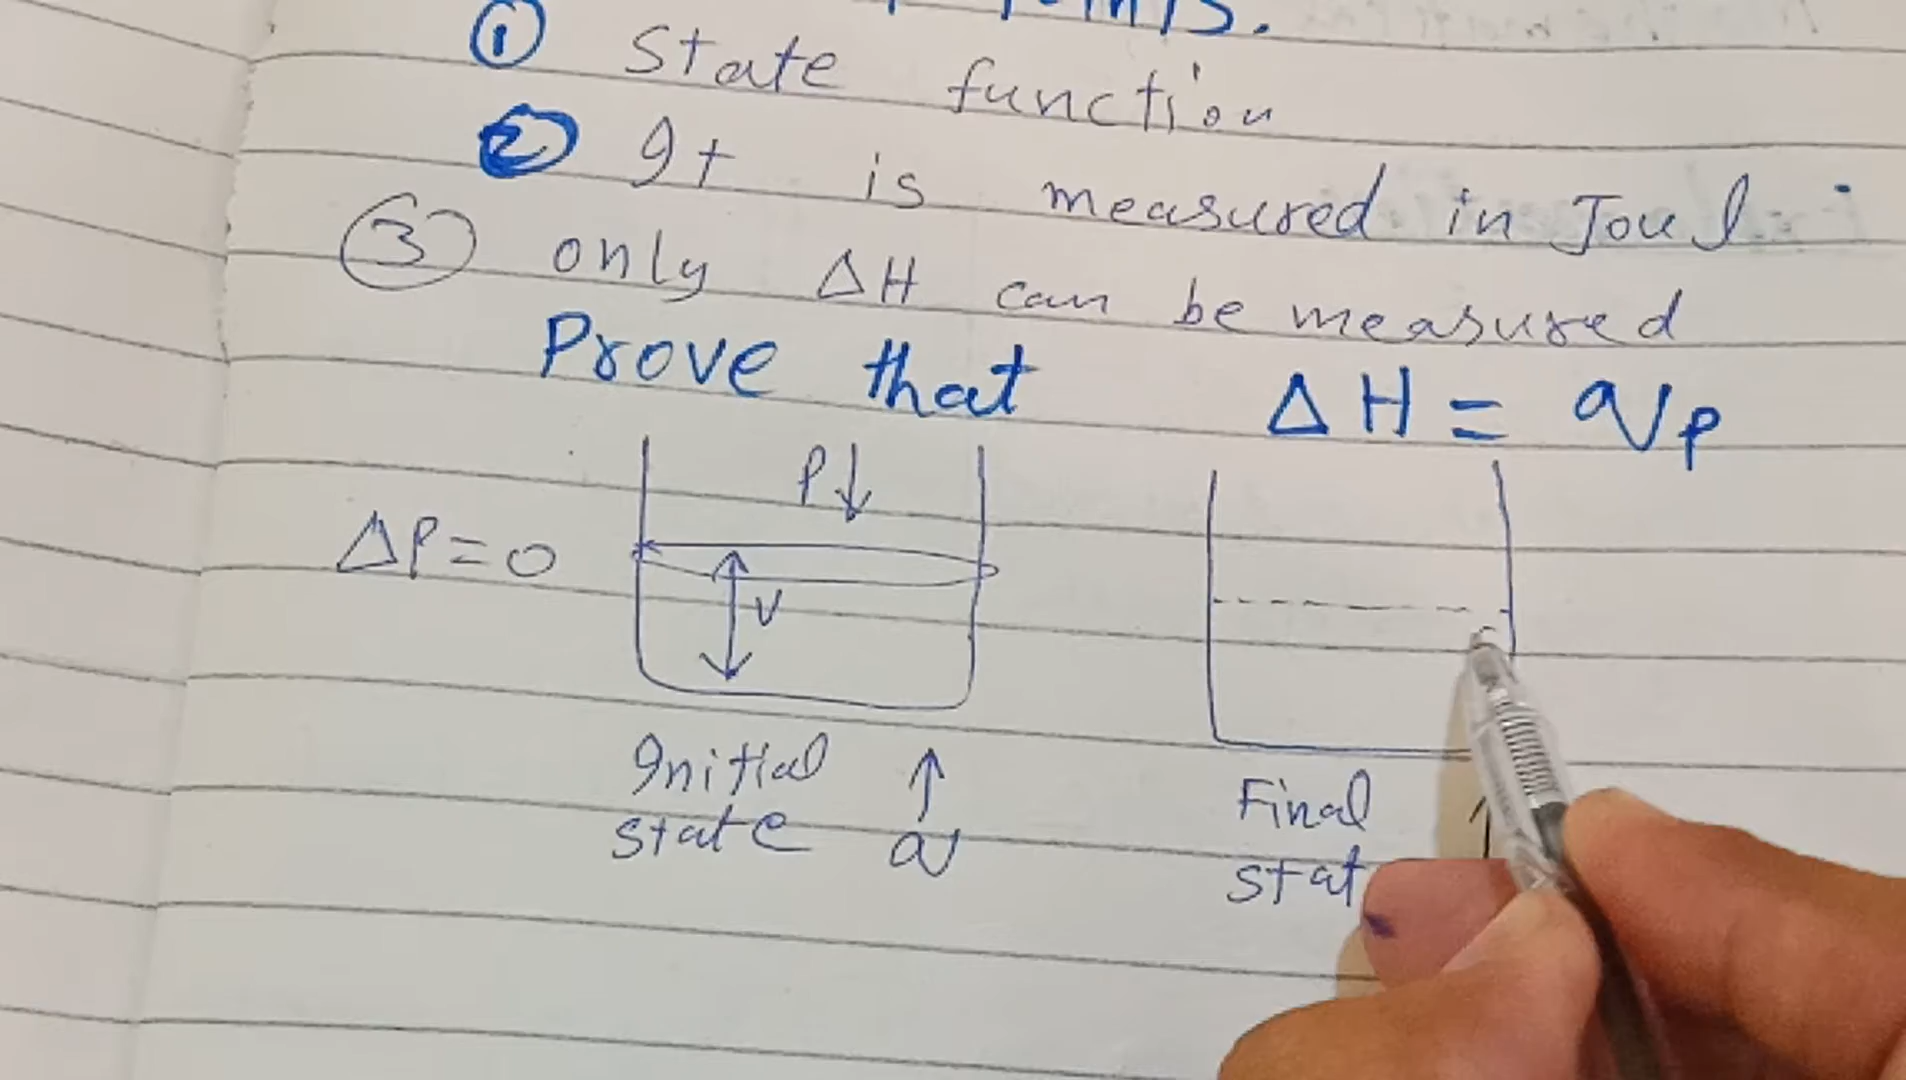 ① State function
② It is measured in Joul
③ only ΔH can be measured
Prove that ΔH = qp
P↓
ΔP = 0
V
Initial state ↑ q
Final stat